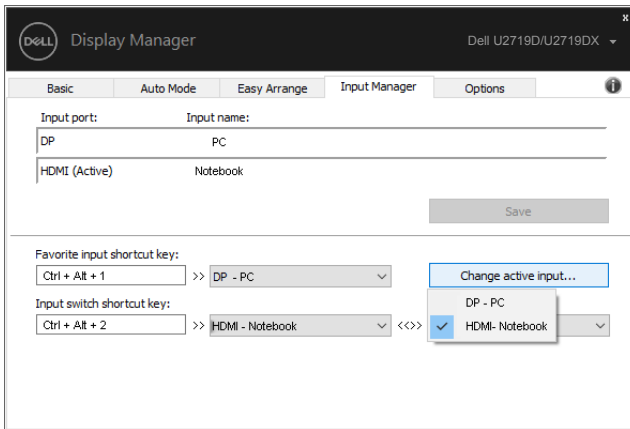 x
DELL Display Manager Dell U2719D/U2719DX
Basic Auto Mode Easy Arrange Input Manager Options i
Input port: Input name:
DP PC
HDMI (Active) Notebook
Save
Favorite input shortcut key:
Ctrl + Alt + 1 >> DP - PC Change active input...
DP - PC
Input switch shortcut key:
Ctrl + Alt + 2 >> HDMI - Notebook <<>> HDMI- Notebook